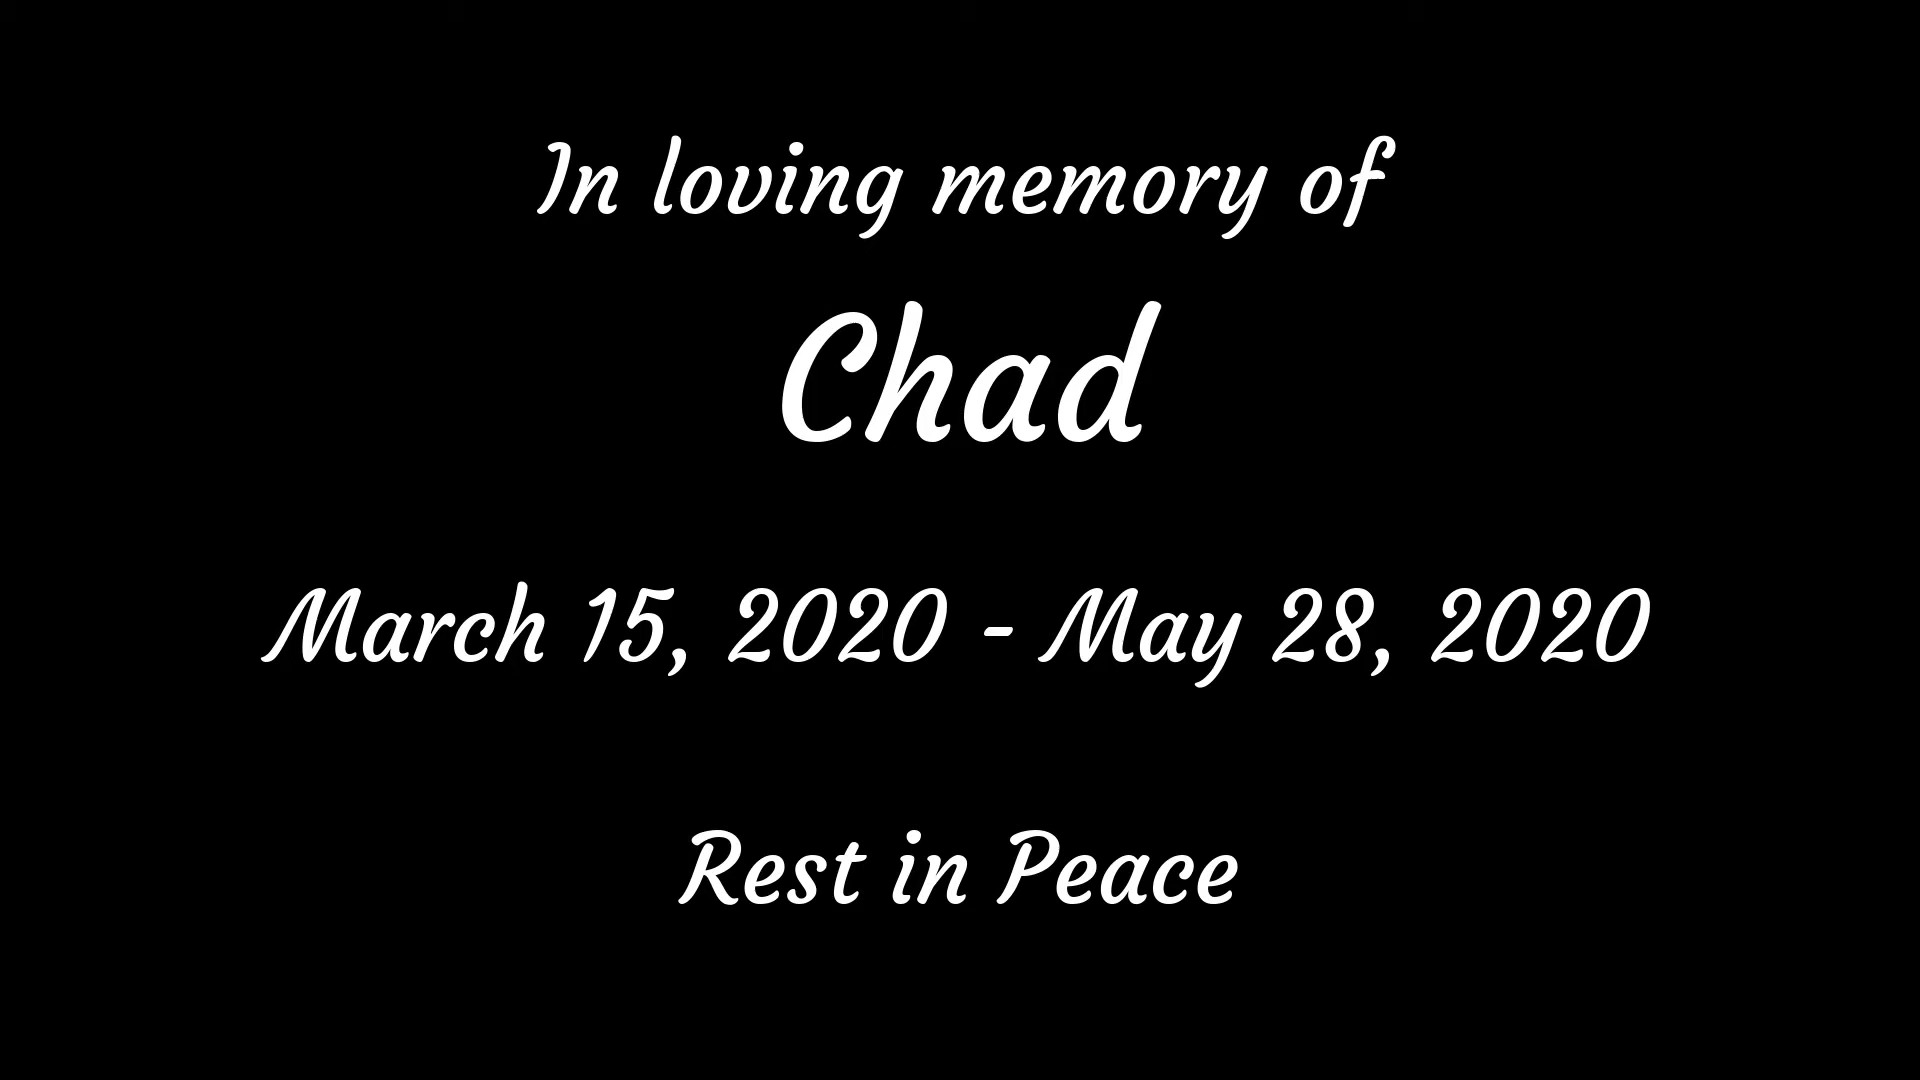 In loving memory of
Chad
March 15, 2020 - May 28, 2020
Rest in Peace